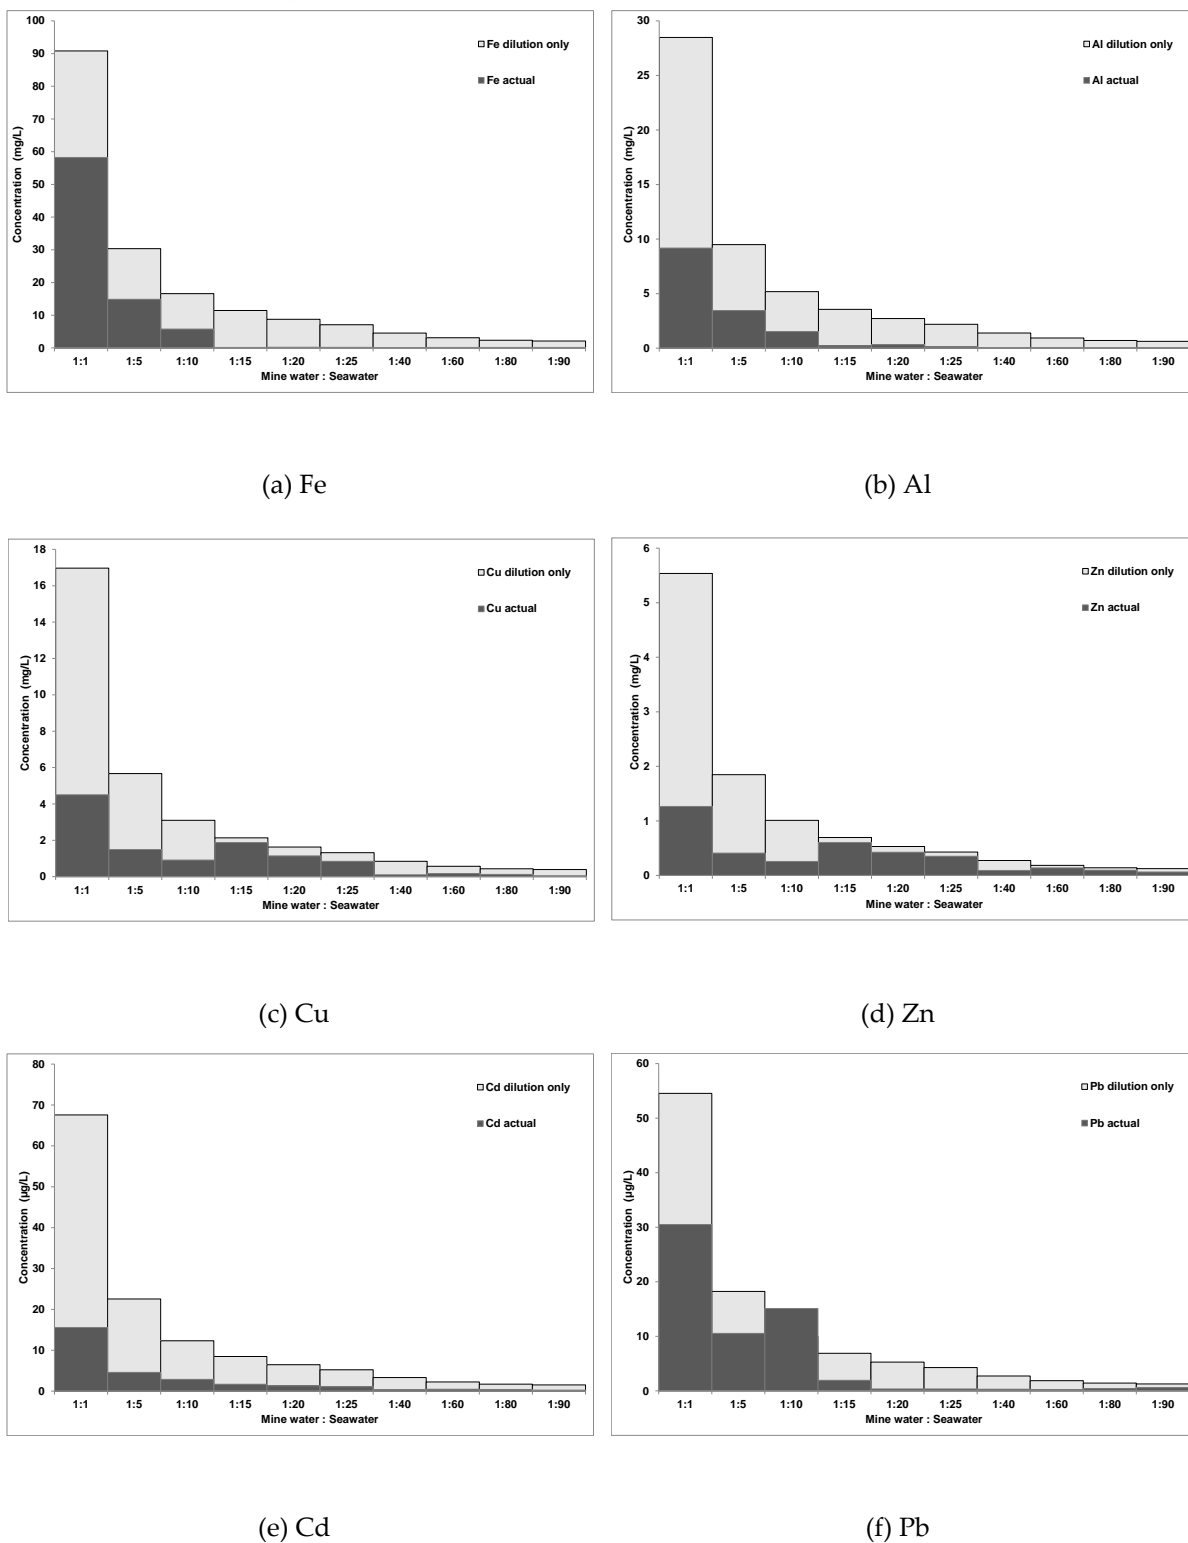 100
90
80
70
60
50
40
30
20
10
0
Concentration (mg/L)
Fe dilution only
Fe actual
1:1 1:5 1:10 1:15 1:20 1:25 1:40 1:60 1:80 1:90
Mine water : Seawater
(a) Fe
30
25
20
15
10
5
0
Concentration (mg/L)
Al dilution only
Al actual
1:1 1:5 1:10 1:15 1:20 1:25 1:40 1:60 1:80 1:90
Mine water : Seawater
(b) Al
18
16
14
12
10
8
6
4
2
0
Concentration (mg/L)
Cu dilution only
Cu actual
1:1 1:5 1:10 1:15 1:20 1:25 1:40 1:60 1:80 1:90
Mine water : Seawater
(c) Cu
6
5
4
3
2
1
0
Concentration (mg/L)
Zn dilution only
Zn actual
1:1 1:5 1:10 1:15 1:20 1:25 1:40 1:60 1:80 1:90
Mine water : Seawater
(d) Zn
80
70
60
50
40
30
20
10
0
Concentration (µg/L)
Cd dilution only
Cd actual
1:1 1:5 1:10 1:15 1:20 1:25 1:40 1:60 1:80 1:90
Mine water : Seawater
(e) Cd
60
50
40
30
20
10
0
Concentration (µg/L)
Pb dilution only
Pb actual
1:1 1:5 1:10 1:15 1:20 1:25 1:40 1:60 1:80 1:90
Mine water : Seawater
(f) Pb